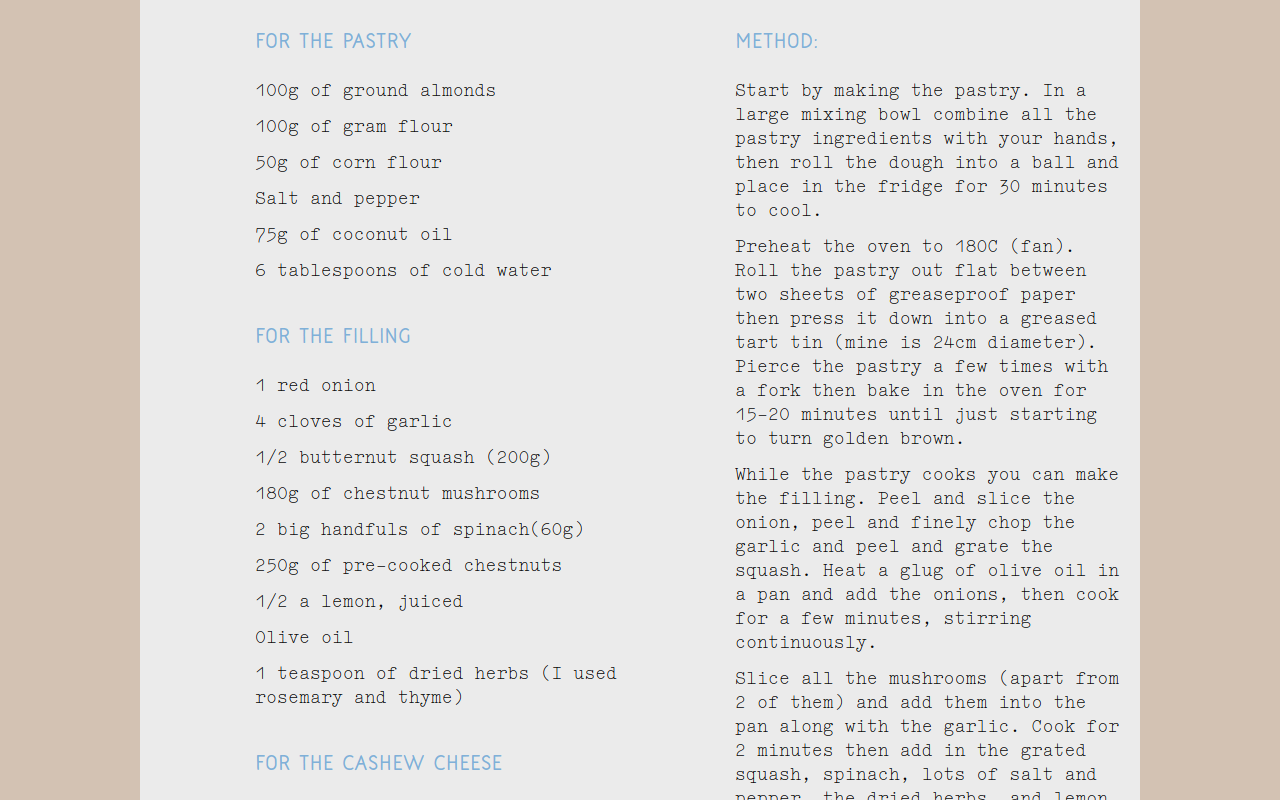 FOR THE PASTRY
100g of ground almonds
100g of gram flour
50g of corn flour
Salt and pepper
75g of coconut oil
6 tablespoons of cold water
FOR THE FILLING
1 red onion
4 cloves of garlic
1/2 butternut squash (200g)
180g of chestnut mushrooms
2 big handfuls of spinach(60g)
250g of pre-cooked chestnuts
1/2 a lemon, juiced
Olive oil
1 teaspoon of dried herbs (I used
rosemary and thyme)
FOR THE CASHEW CHEESE
METHOD:
Start by making the pastry. In a
large mixing bowl combine all the
pastry ingredients with your hands,
then roll the dough into a ball and
place in the fridge for 30 minutes
to cool.
Preheat the oven to 180C (fan).
Roll the pastry out flat between
two sheets of greaseproof paper
then press it down into a greased
tart tin (mine is 24cm diameter).
Pierce the pastry a few times with
a fork then bake in the oven for
15-20 minutes until just starting
to turn golden brown.
While the pastry cooks you can make
the filling. Peel and slice the
onion, peel and finely chop the
garlic and peel and grate the
squash. Heat a glug of olive oil in
a pan and add the onions, then cook
for a few minutes, stirring
continuously.
Slice all the mushrooms (apart from
2 of them) and add them into the
pan along with the garlic. Cook for
2 minutes then add in the grated
squash, spinach, lots of salt and
pepper, the dried herbs, and lemon